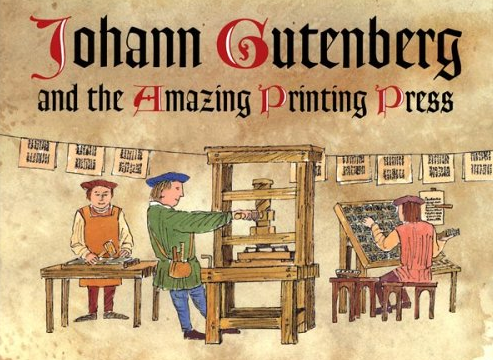 Johann Gutenberg
and the Amazing Printing Press